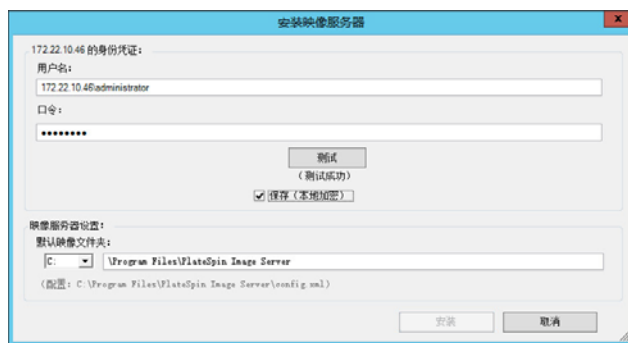 安装映像服务器
x
172.22.10.46 的身份凭证:
用户名:
172.22.10.46\administrator
口令:
●●●●●●●●
测试
(测试成功)
保存(本地加密)
映像服务器设置:
默认映像文件夹:
C: \Program Files\PlateSpin Image Server
(配置: C:\Program Files\PlateSpin Image Server\config.xml)
安装 取消